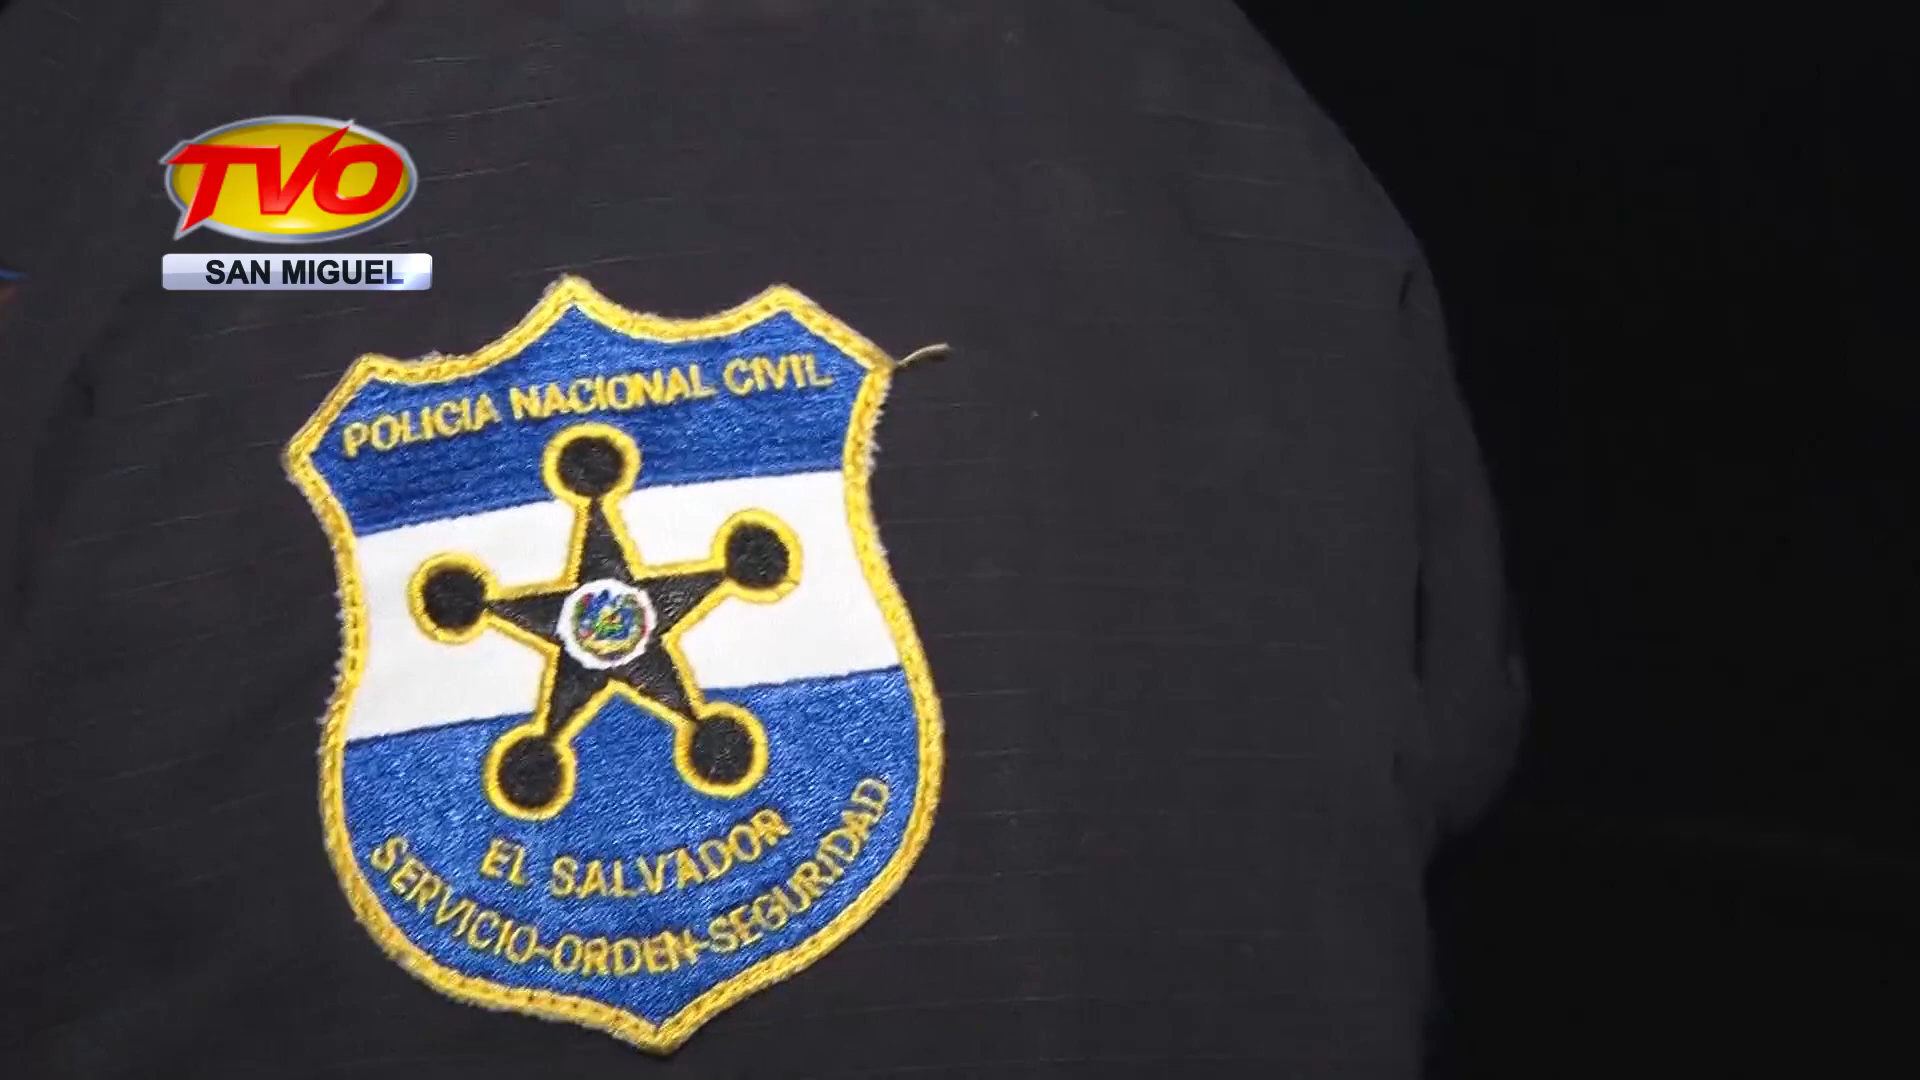 TVO
SAN MIGUEL
POLICIA NACIONAL CIVIL
EL SALVADOR
SERVICIO-ORDEN-SEGURIDAD